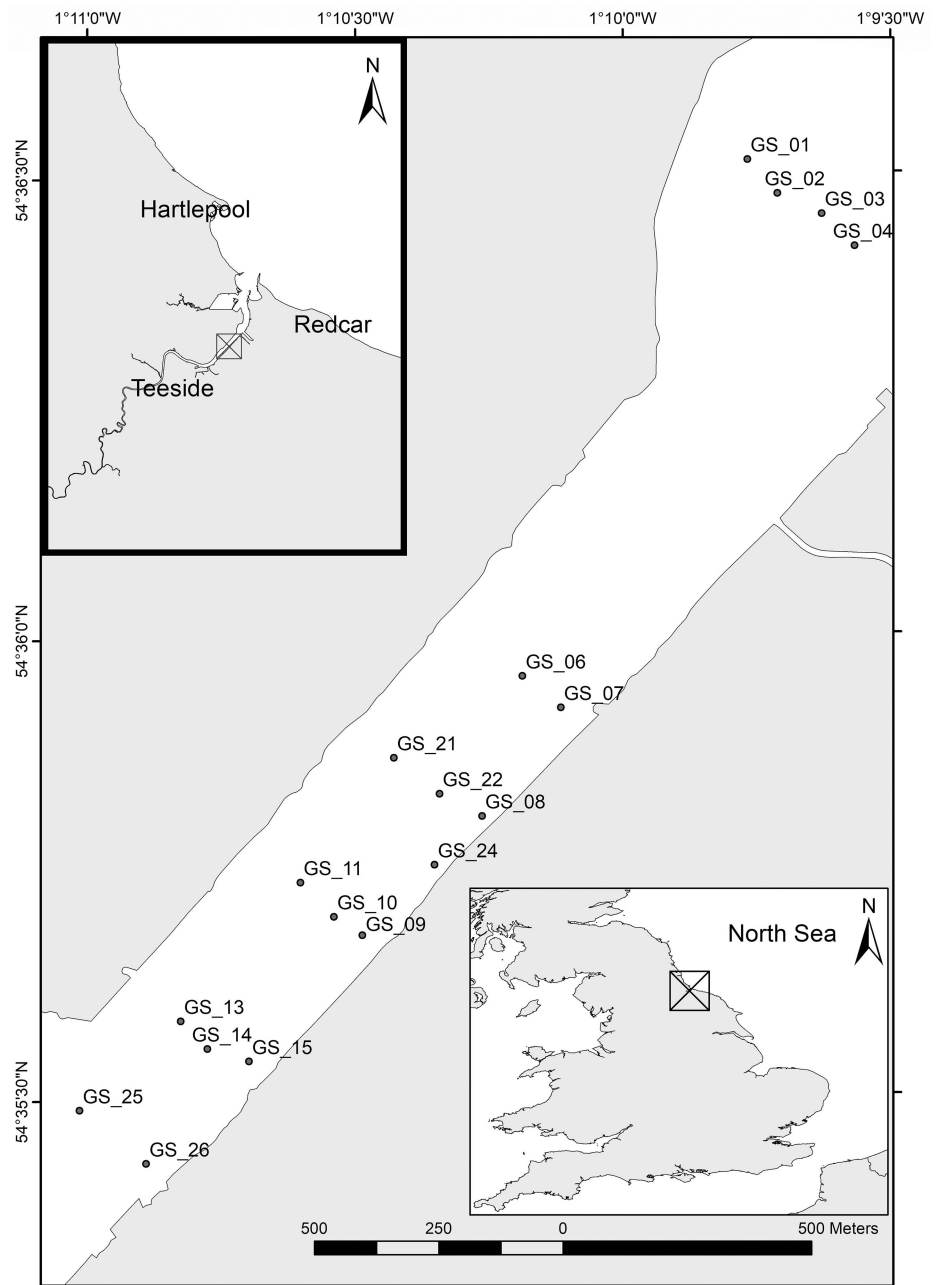 1°11'0"W
1°10'30"W
1°10'0"W
1°9'30"W
N
Hartlepool
Redcar
Teeside
54°36'30"N
54°36'0"N
54°35'30"N
GS_01
GS_02
GS_03
GS_04
GS_06
GS_07
GS_21
GS_22
GS_08
GS_24
GS_11
GS_10
GS_09
GS_13
GS_14
GS_15
GS_25
GS_26
North Sea
N
500 250 0 500 Meters